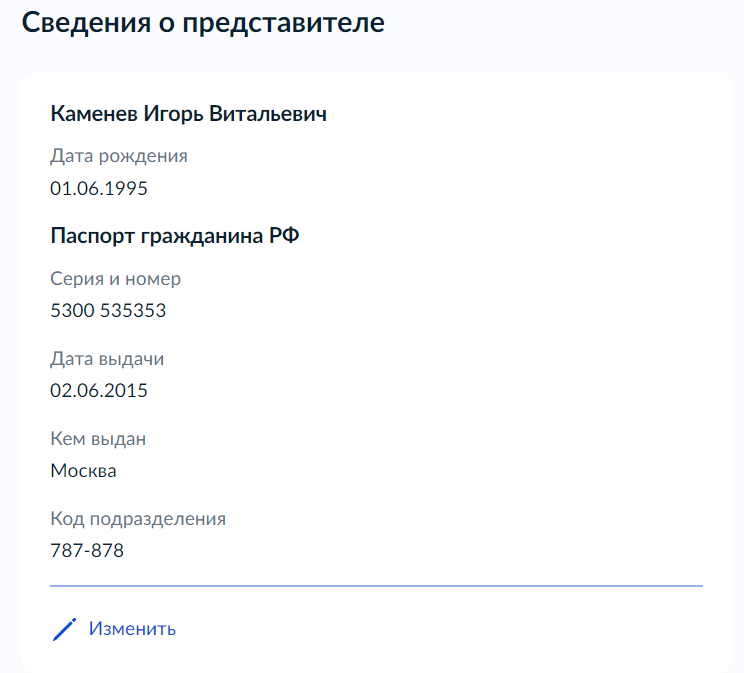 Сведения о представителе
Каменев Игорь Витальевич
Дата рождения
01.06.1995
Паспорт гражданина РФ
Серия и номер
5300 535353
Дата выдачи
02.06.2015
Кем выдан
Москва
Код подразделения
787-878
Изменить